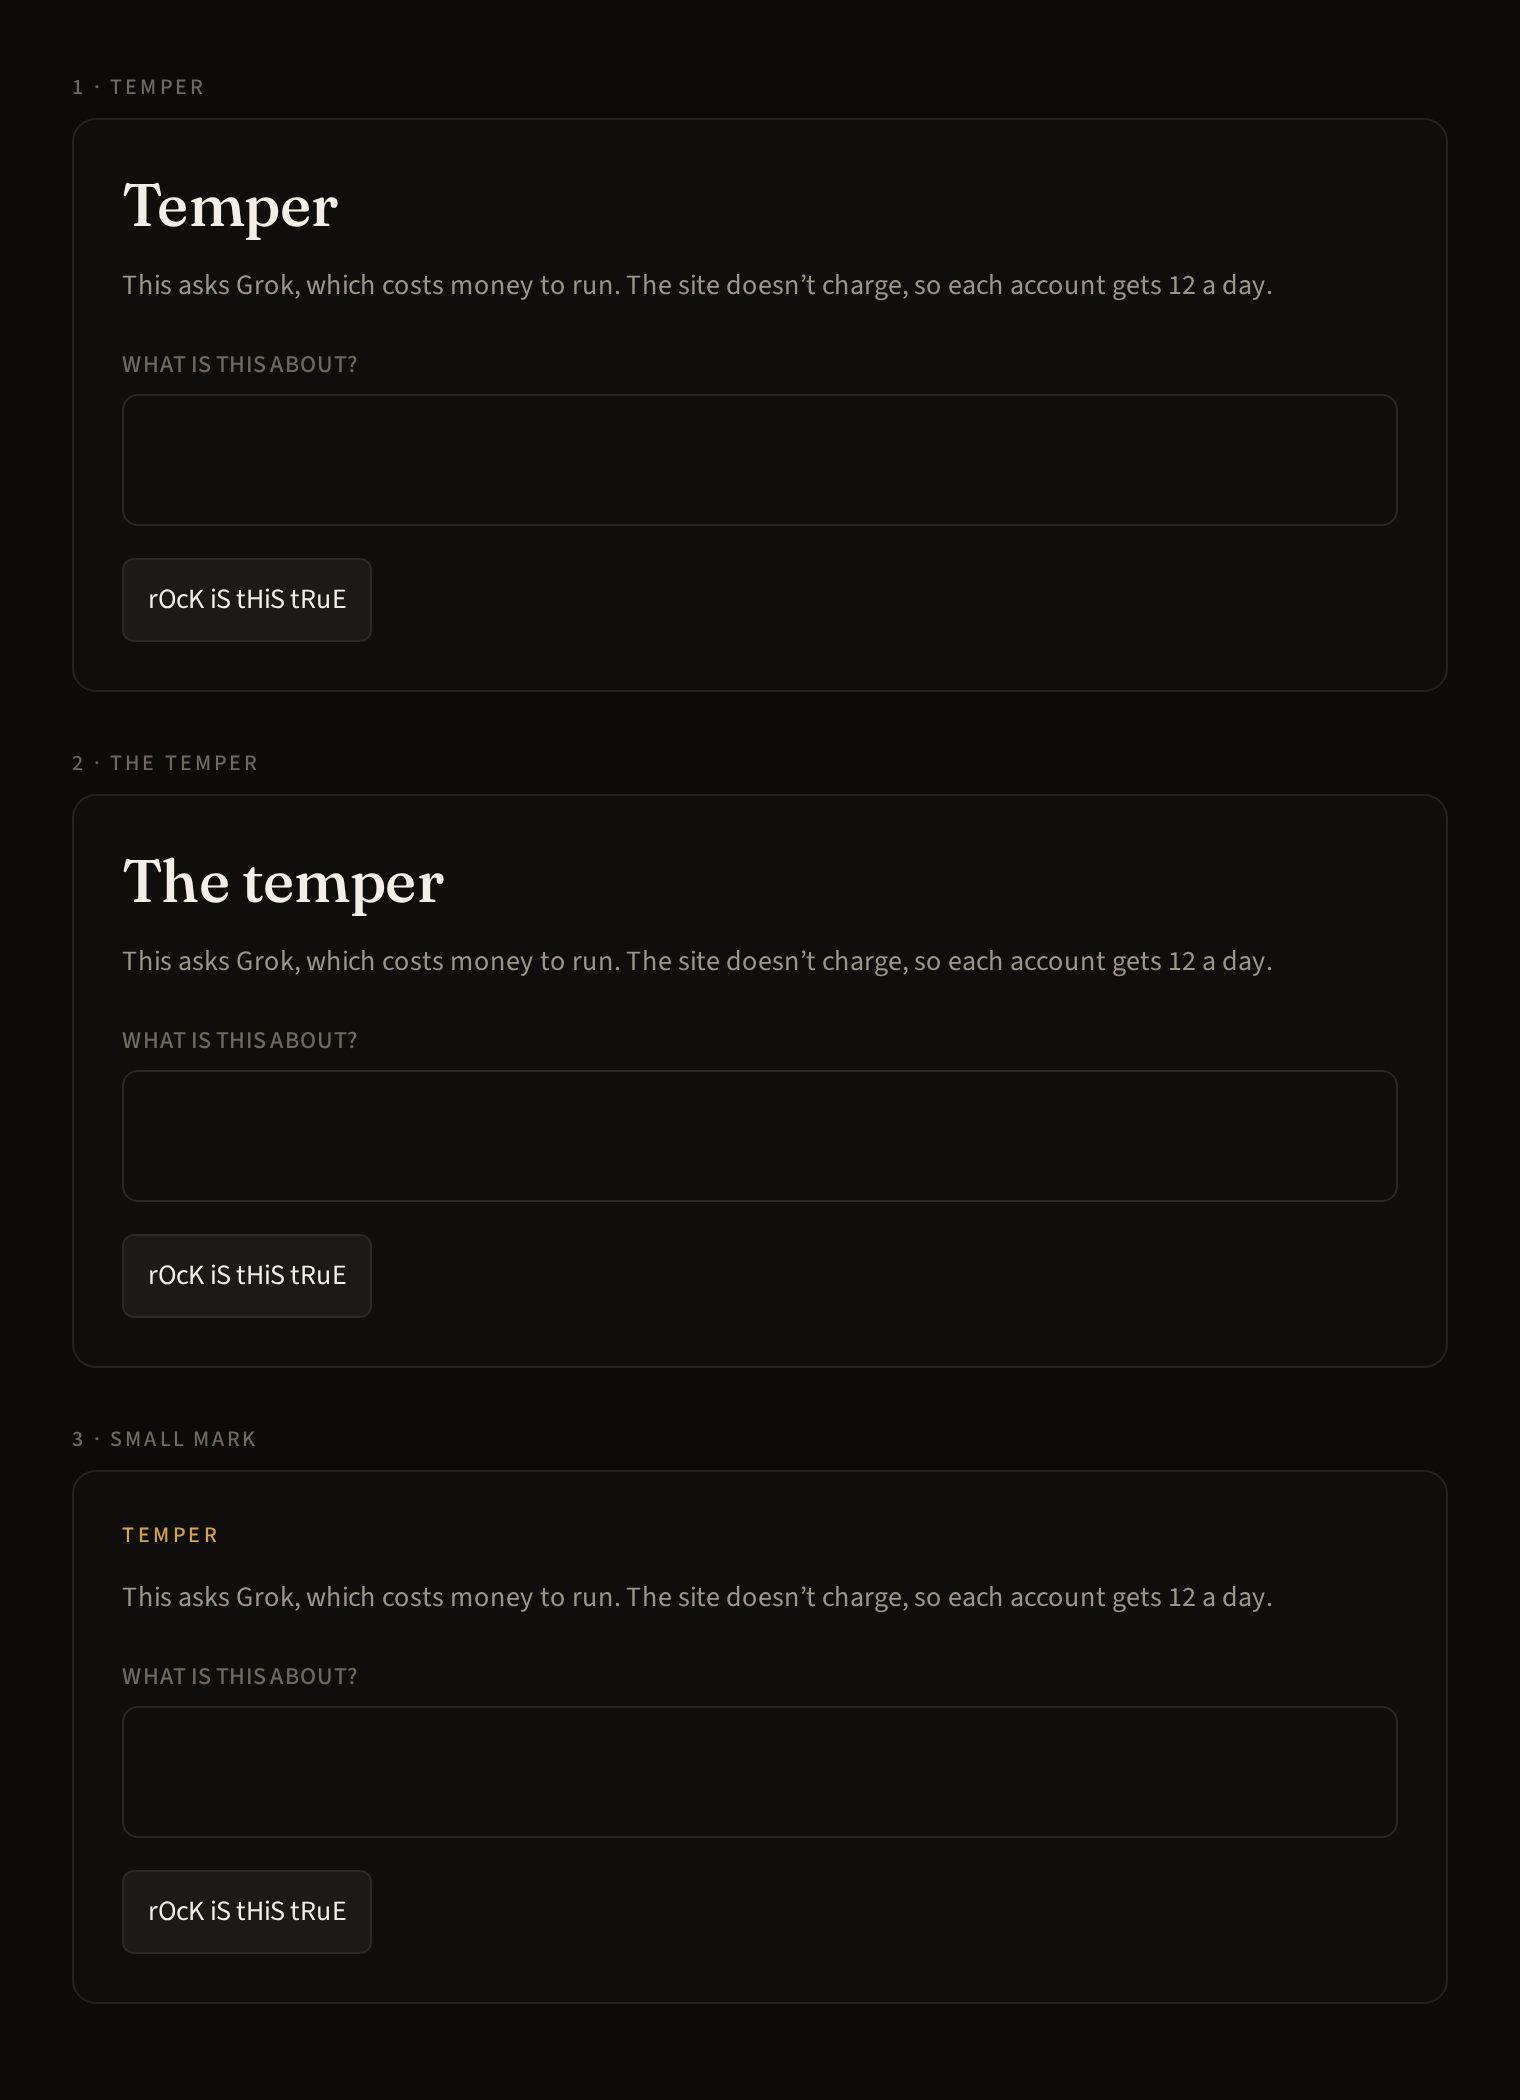 1 · TEMPER
Temper
This asks Grok, which costs money to run. The site doesn’t charge, so each account gets 12 a day.
WHAT IS THIS ABOUT?
rOcK iS tHiS tRuE
2 · THE TEMPER
The temper
This asks Grok, which costs money to run. The site doesn’t charge, so each account gets 12 a day.
WHAT IS THIS ABOUT?
rOcK iS tHiS tRuE
3 · SMALL MARK
TEMPER
This asks Grok, which costs money to run. The site doesn’t charge, so each account gets 12 a day.
WHAT IS THIS ABOUT?
rOcK iS tHiS tRuE